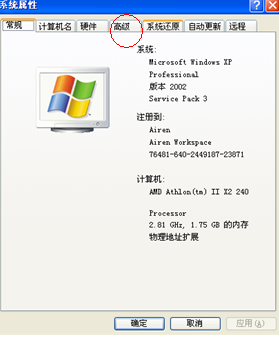 系统属性
常规 计算机名 硬件 高级 系统还原 自动更新 远程
系统:
Microsoft Windows XP
Professional
版本 2002
Service Pack 3
注册到:
Airen
Airen Workspace
76481-640-2449187-23871
计算机:
AMD Athlon(tm) II X2 240
Processor
2.81 GHz, 1.75 GB 的内存
物理地址扩展
确定 取消 应用(A)